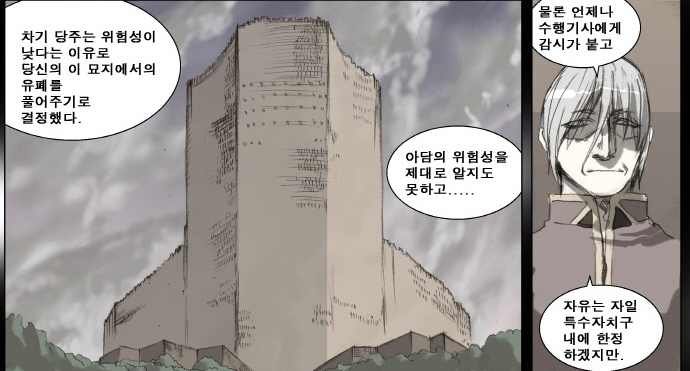 차기 당주는 위험성이
낮다는 이유로
당신의 이 묘지에서의
유폐를
풀어주기로
결정했다.
아담의 위험성을
제대로 알지도
못하고.....
물론 언제나
수행기사에게
감시가 붙고
자유는 자일
특수자치구
내에 한정
하겠지만.